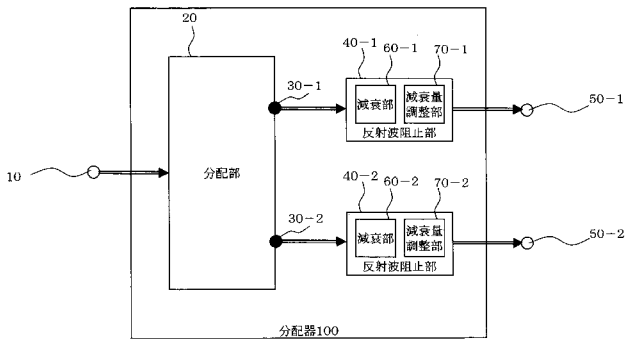 20
40-1
60-1
70-1
30-1
50-1
減衰部
減衰量
調整部
反射波阻止部
10
分配部
40-2
60-2
70-2
30-2
50-2
減衰部
減衰量
調整部
反射波阻止部
分配器100